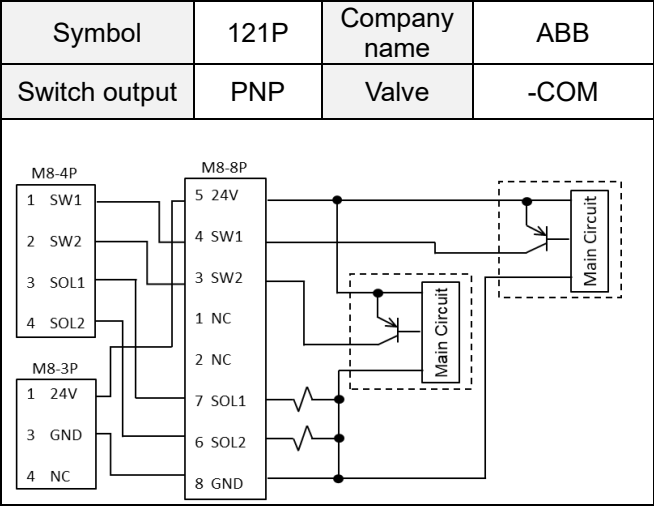 Symbol 121P Company name ABB
Switch output PNP Valve -COM
M8-4P
1 SW1
2 SW2
3 SOL1
4 SOL2
M8-3P
1 24V
3 GND
4 NC
M8-8P
5 24V
4 SW1
3 SW2
1 NC
2 NC
7 SOL1
6 SOL2
8 GND
Main Circuit
Main Circuit